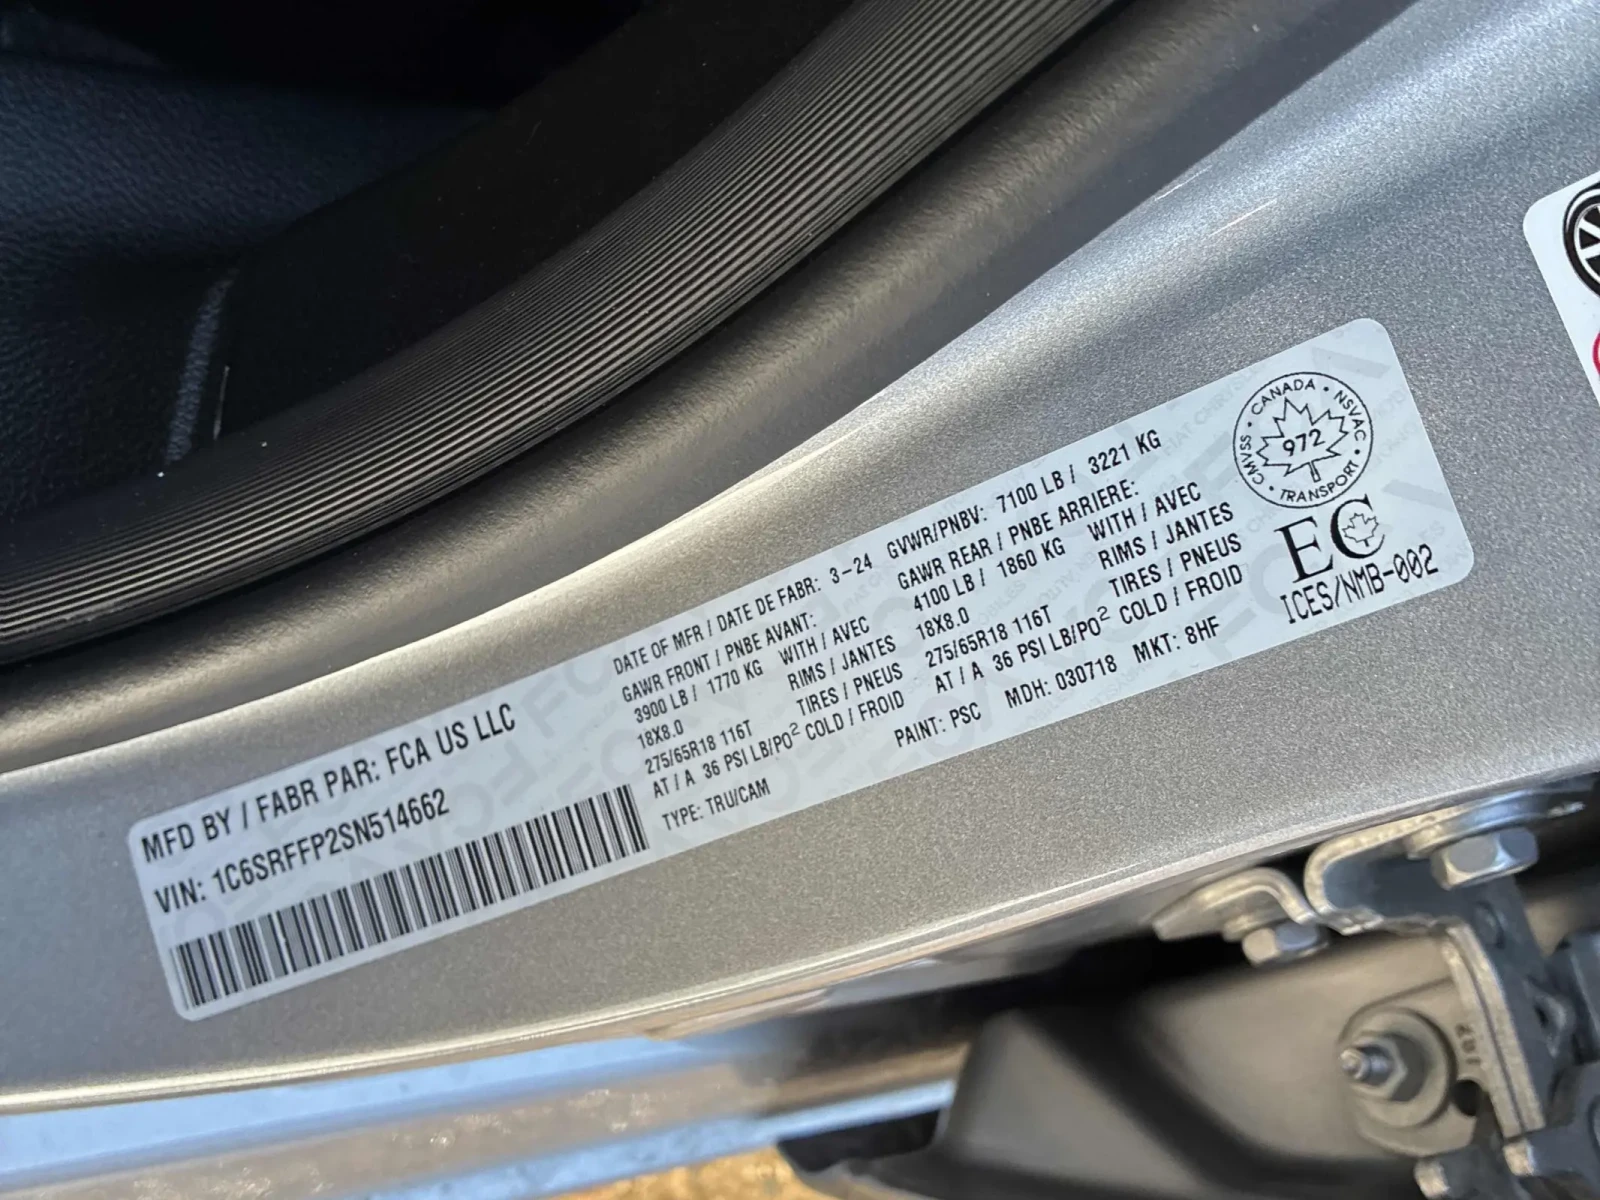 MFD BY / FABR PAR: FCA US LLC
VIN: 1C6SRFFP2SN514662
DATE OF MFR / DATE DE FABR: 3-24 GVWR/PNBV: 7100 LB / 3221 KG
GAWR FRONT / PNBE AVANT: GAWR REAR / PNBE ARRIERE:
3900 LB / 1770 KG WITH / AVEC 4100 LB / 1860 KG WITH / AVEC
18X8.0 RIMS / JANTES 18X8.0 RIMS / JANTES
275/65R18 116T TIRES / PNEUS 275/65R18 116T TIRES / PNEUS
AT / A 36 PSI LB/PO² COLD / FROID AT / A 36 PSI LB/PO² COLD / FROID
TYPE: TRU/CAM PAINT: PSC MDH: 030718 MKT: 8HF
CANADA · NSVAC · TRANSPORT · CMVSS ·
972
EC
ICES/NMB-002